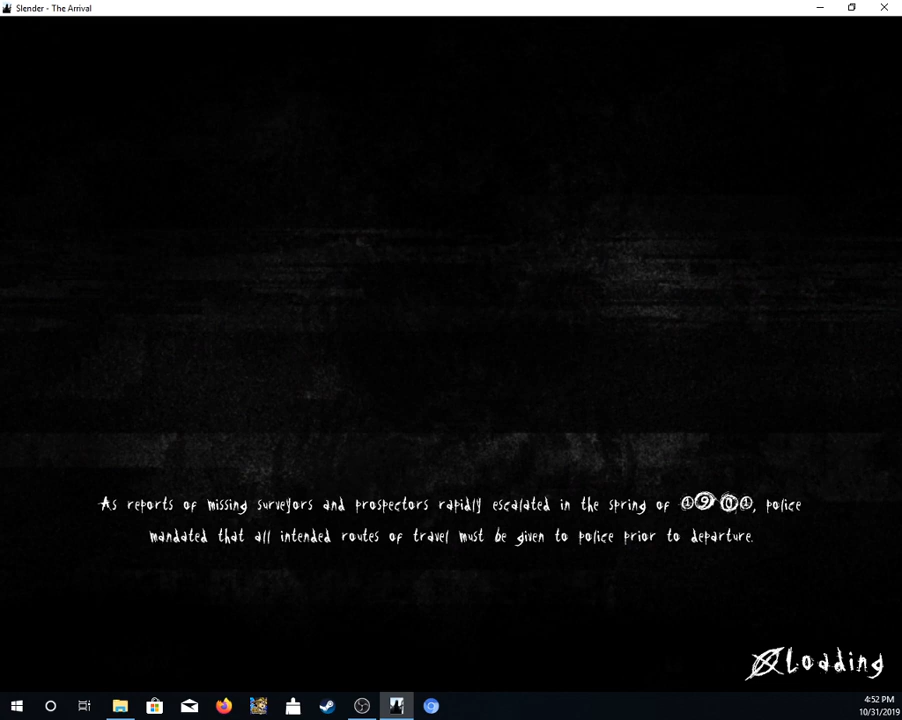 Slender - The Arrival
As reports of missing surveyors and prospectors rapidly escalated in the spring of 1901, police
mandated that all intended routes of travel must be given to police prior to departure.
Loading
4:52 PM
10/31/2019